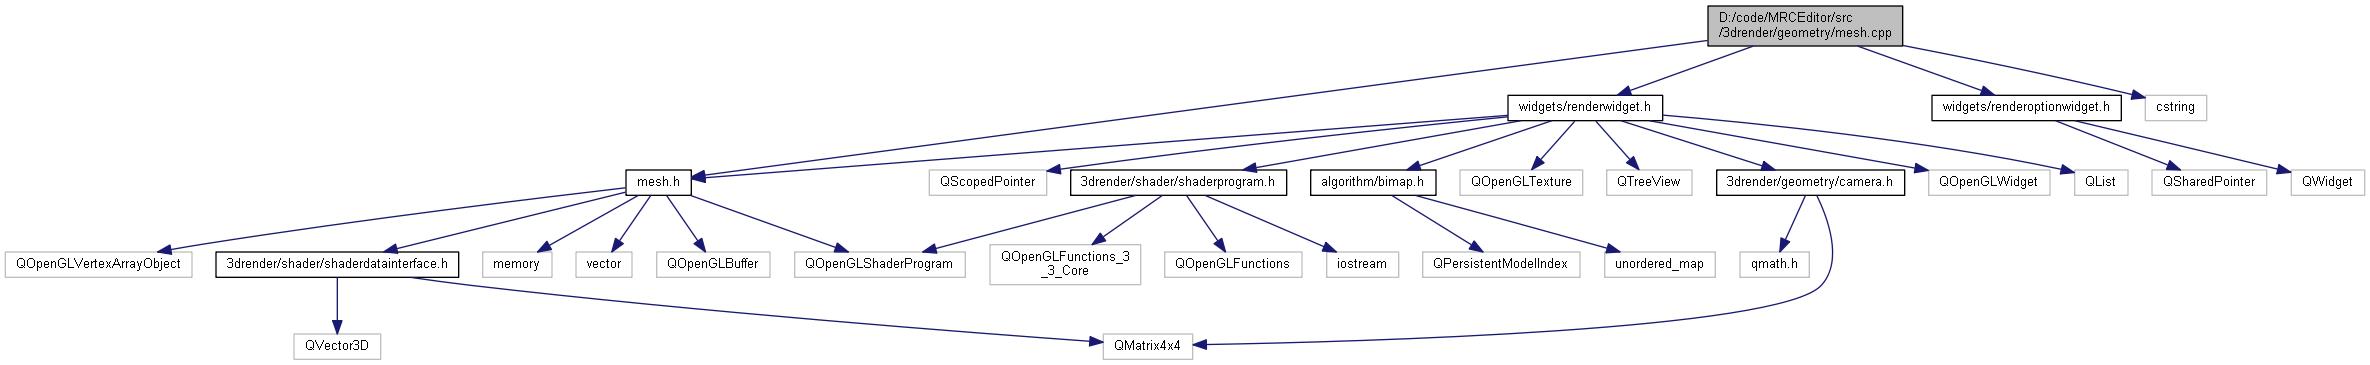 D:/code/MRCEditor/src
/3drender/geometry/mesh.cpp
widgets/renderwidget.h
widgets/renderoptionwidget.h
cstring
mesh.h
QScopedPointer
3drender/shader/shaderprogram.h
algorithm/bimap.h
QOpenGLTexture
QTreeView
3drender/geometry/camera.h
QOpenGLWidget
QList
QSharedPointer
QWidget
QOpenGLVertexArrayObject
3drender/shader/shaderdatainterface.h
memory
vector
QOpenGLBuffer
QOpenGLShaderProgram
QOpenGLFunctions_3
_3_Core
QOpenGLFunctions
iostream
QPersistentModelIndex
unordered_map
qmath.h
QVector3D
QMatrix4x4